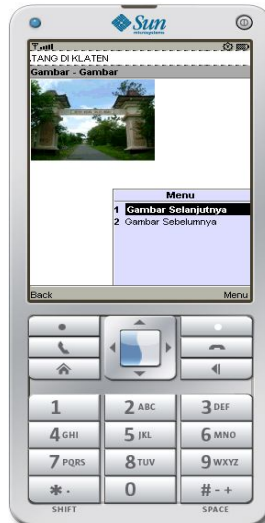 Sun
microsystems
.TANG DI KLATEN
Gambar - Gambar
Menu
1 Gambar Selanjutnya
2 Gambar Sebelumnya
Back Menu
1 2 ABC 3 DEF
4 GHI 5 JKL 6 MNO
7 PQRS 8 TUV 9 WXYZ
* . 0 # - +
SHIFT SPACE